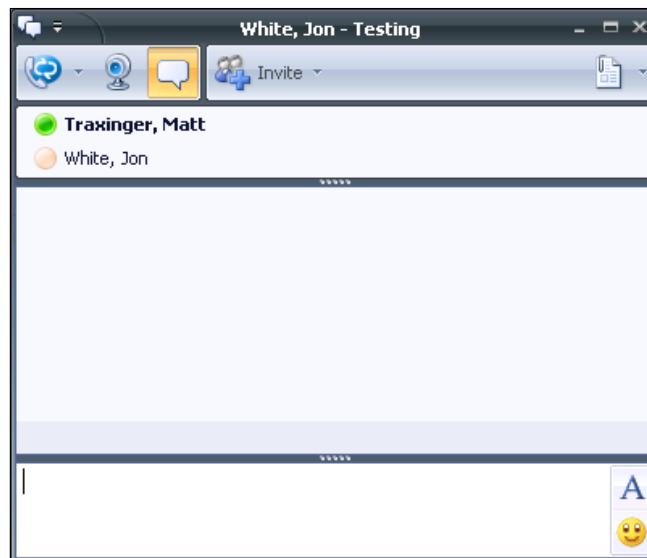 White, Jon - Testing
Invite
Traxinger, Matt
White, Jon
A